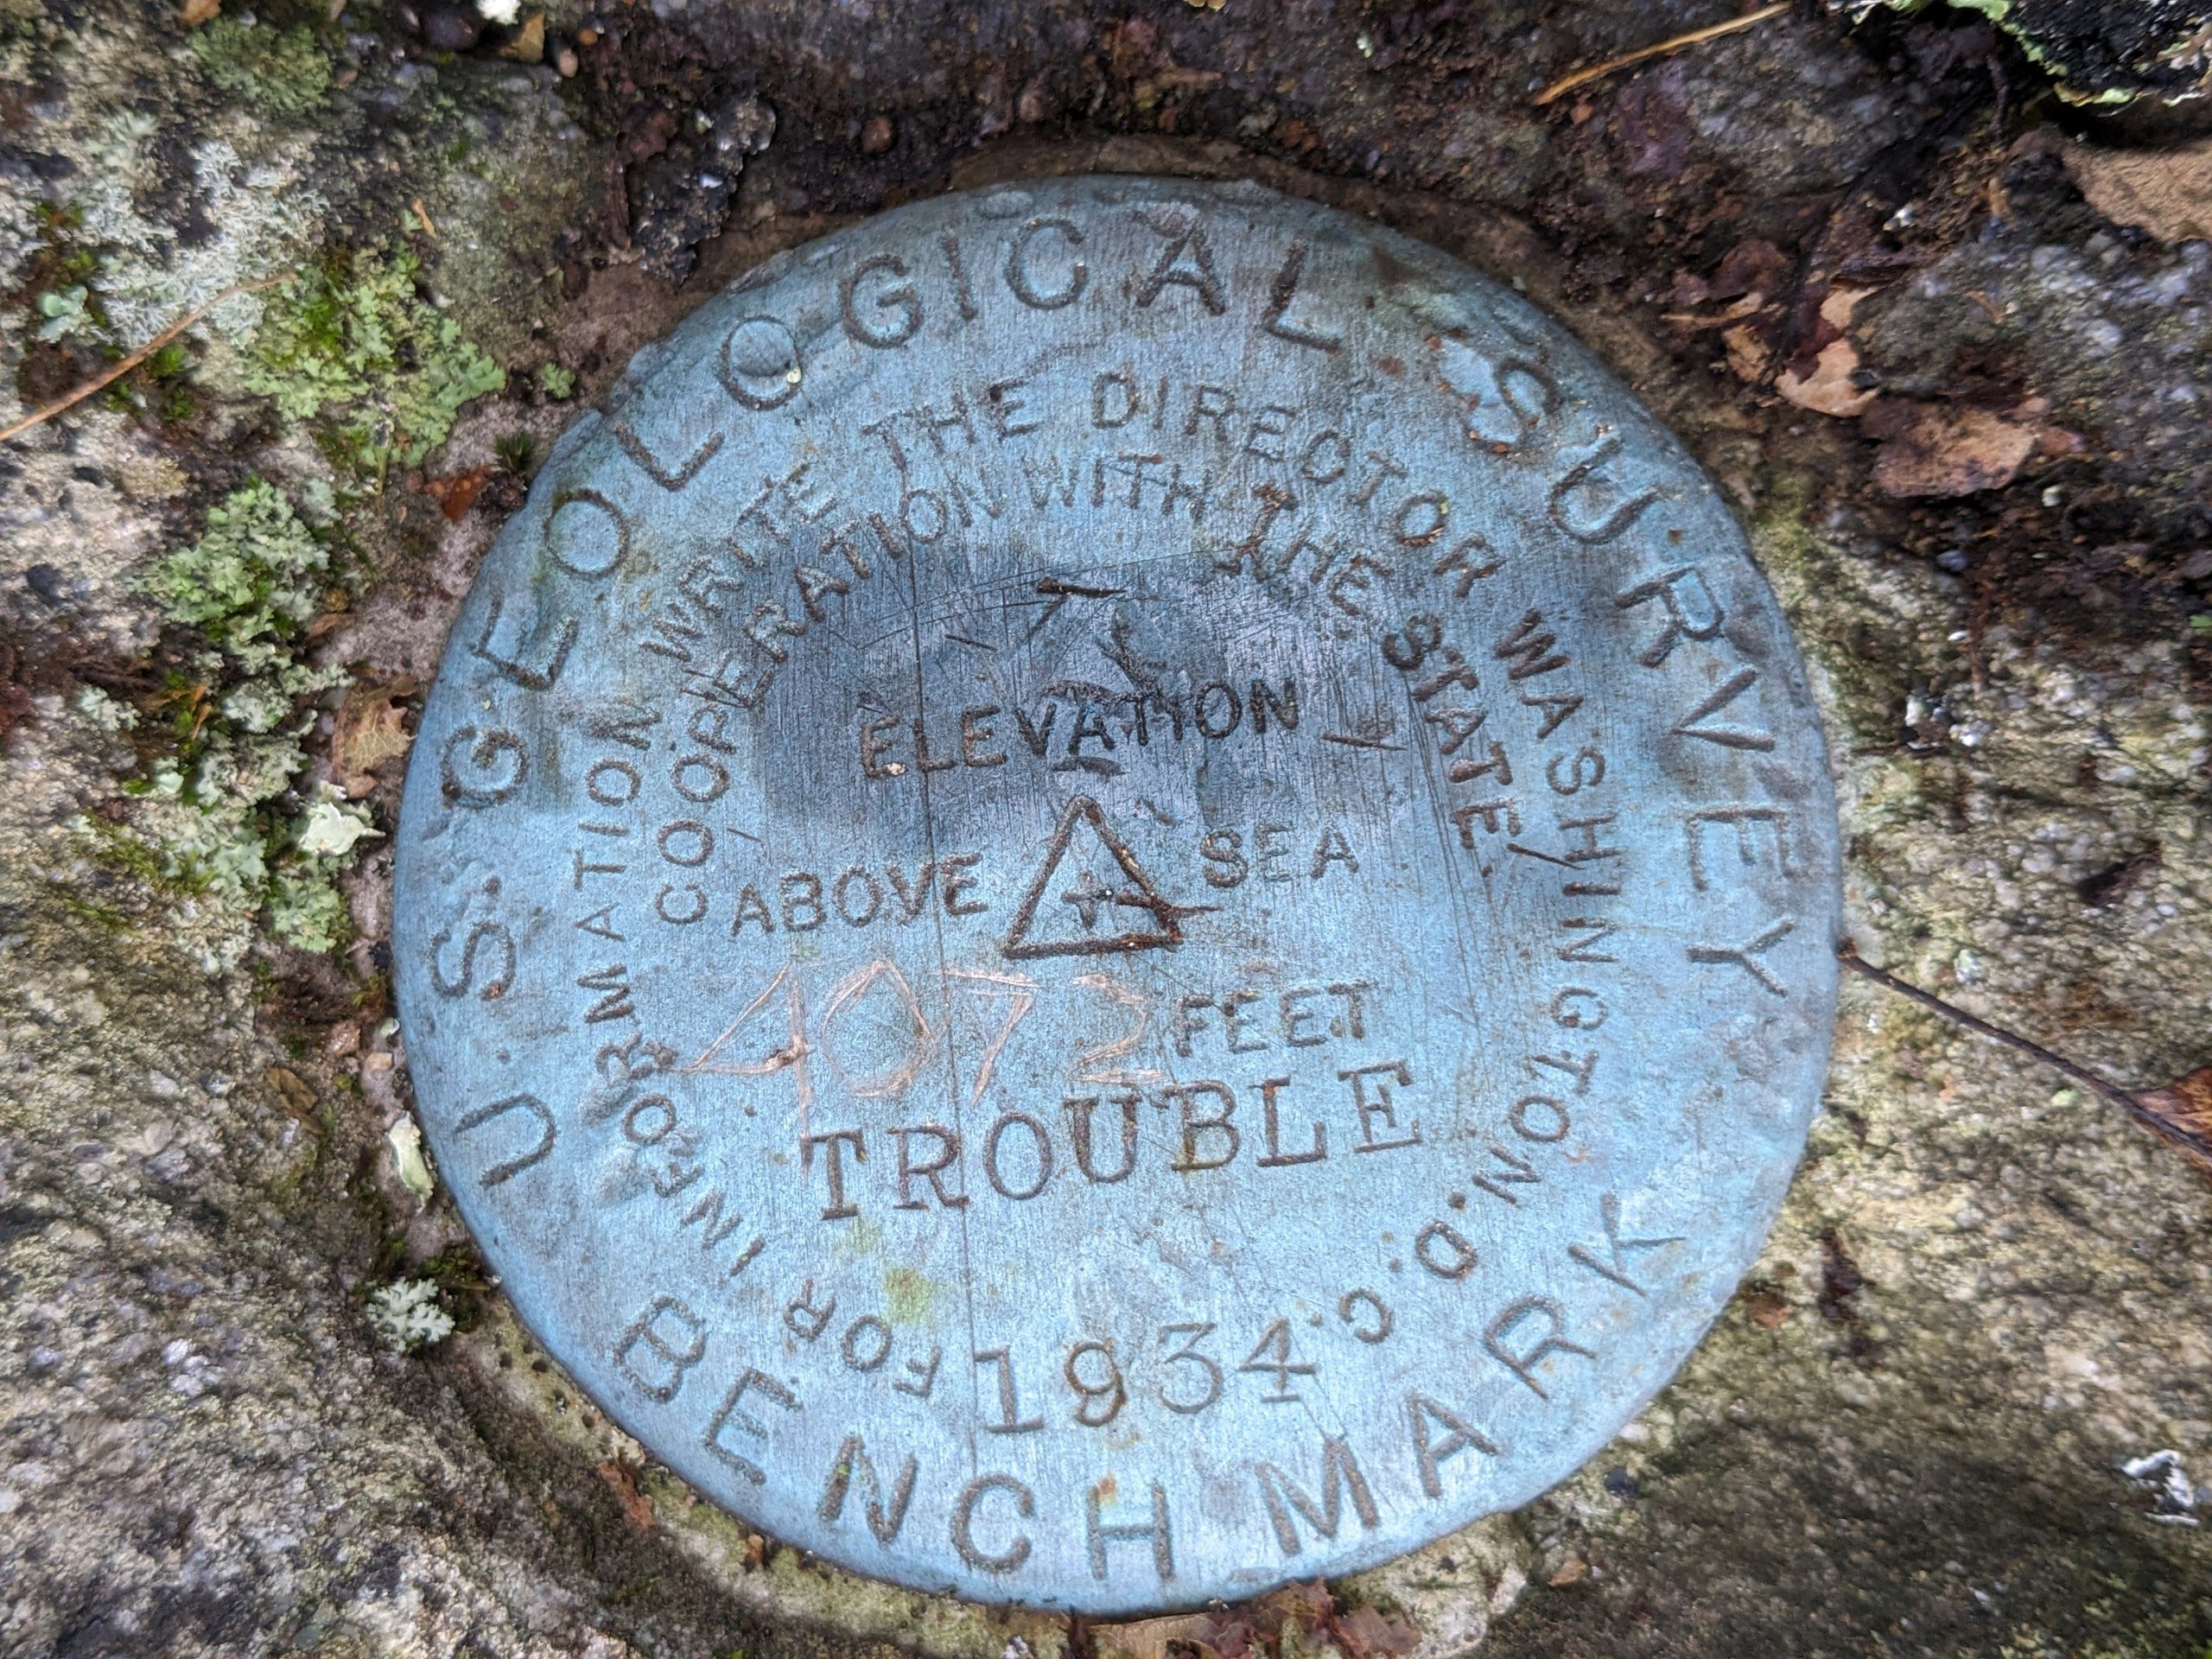 U.S. GEOLOGICAL SURVEY
FOR INFORMATION WRITE THE DIRECTOR WASHINGTON, D.C.
COOPERATION WITH THE STATE
ELEVATION
ABOVE SEA
4072 FEET
TROUBLE
1934
BENCH MARK